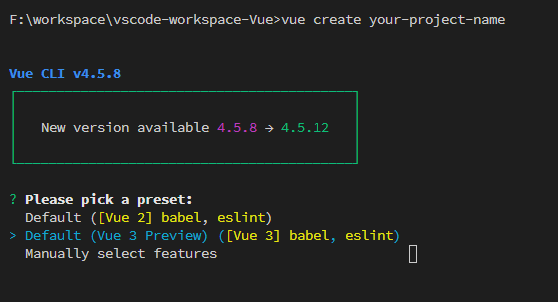 F:\workspace\vscode-workspace-Vue>vue create your-project-name
Vue CLI v4.5.8
New version available 4.5.8 → 4.5.12
? Please pick a preset:
Default ([Vue 2] babel, eslint)
> Default (Vue 3 Preview) ([Vue 3] babel, eslint)
Manually select features